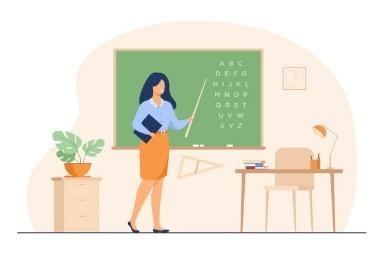 A B C
D E F G
H I J K L
M N O P
Q R S T
U V W
X Y Z